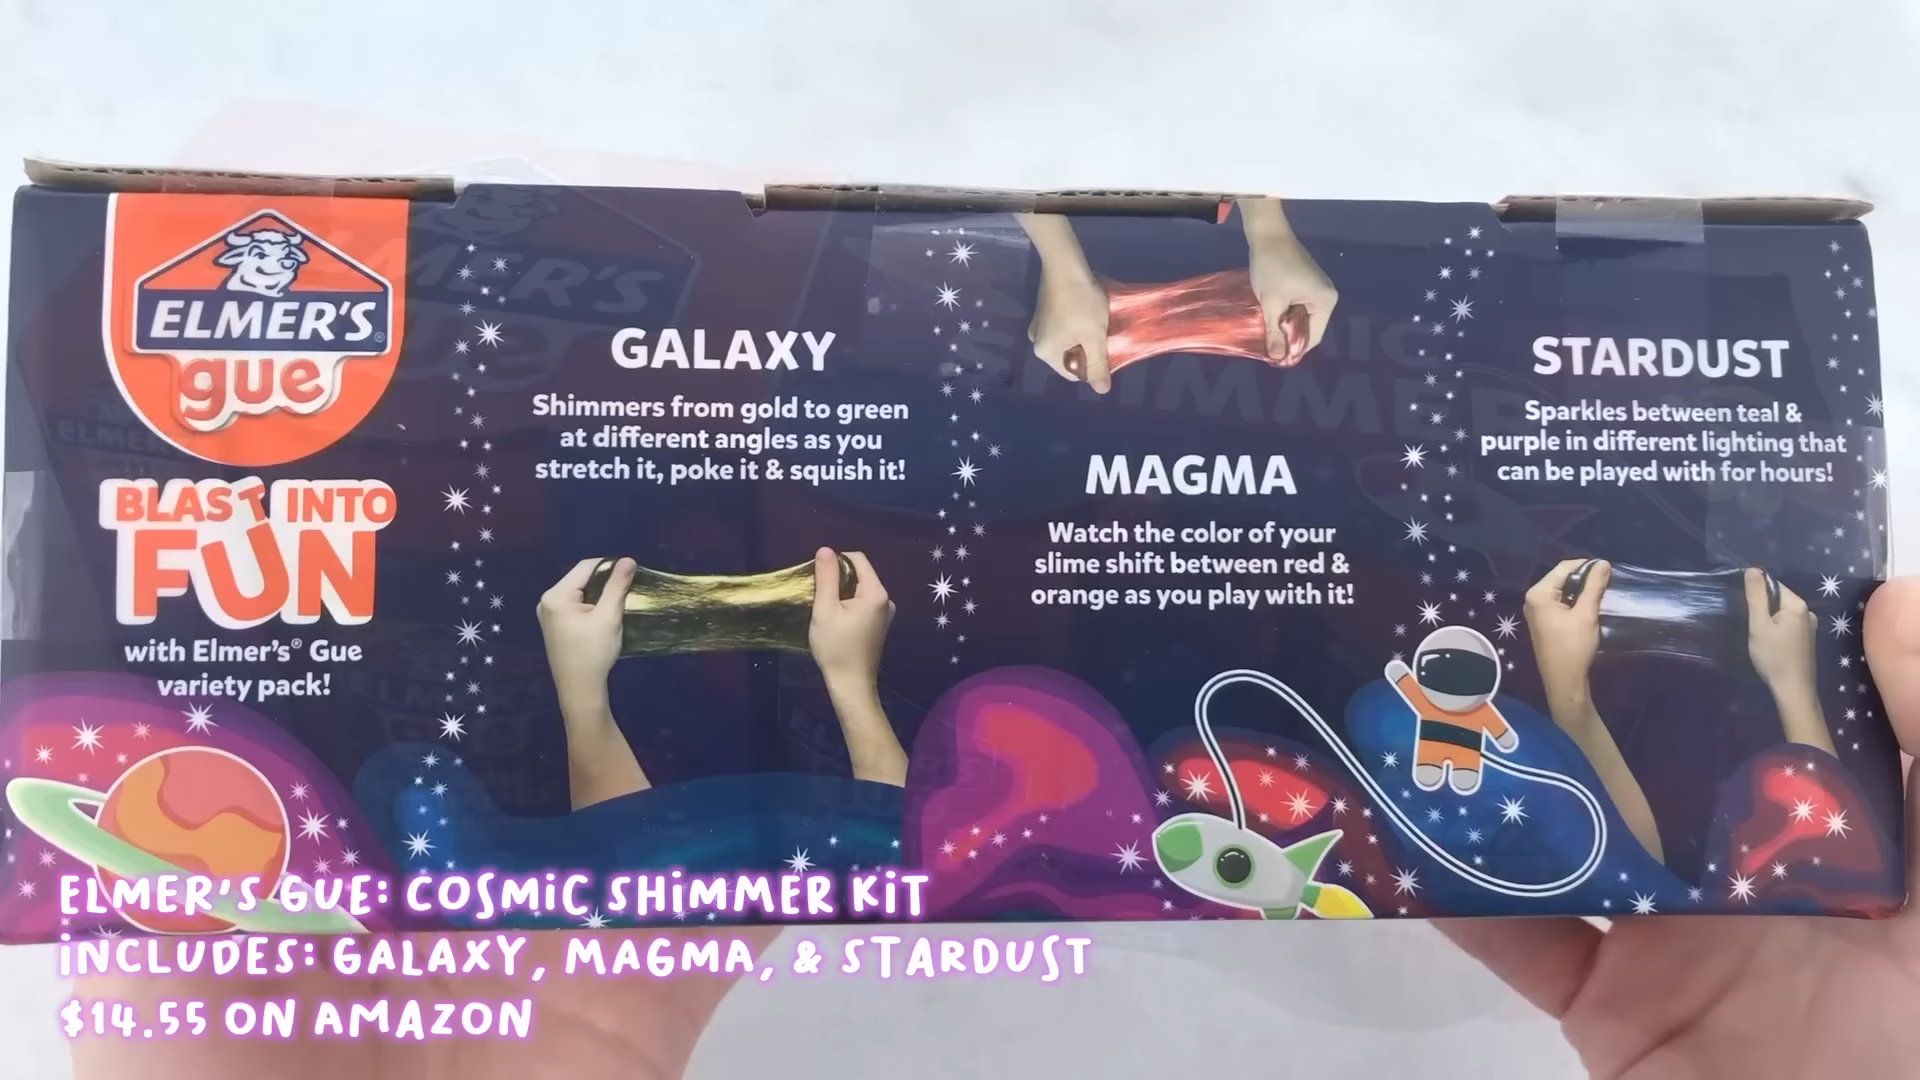 ELMER'S®
gue
BLAST INTO
FUN
with Elmer's® Gue
variety pack!
GALAXY
Shimmers from gold to green
at different angles as you
stretch it, poke it & squish it!
MAGMA
Watch the color of your
slime shift between red &
orange as you play with it!
STARDUST
Sparkles between teal &
purple in different lighting that
can be played with for hours!
ELMER'S GUE: COSMIC SHIMMER KIT
INCLUDES: GALAXY, MAGMA, & STARDUST
$14.55 ON AMAZON